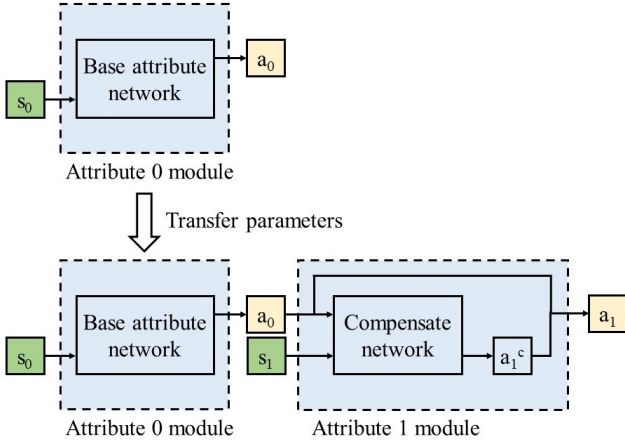 Base attribute
network
a₀
s₀
Attribute 0 module
Transfer parameters
Base attribute
network
a₀
s₀
s₁
Compensate
network
a₁ᶜ
a₁
Attribute 0 module
Attribute 1 module